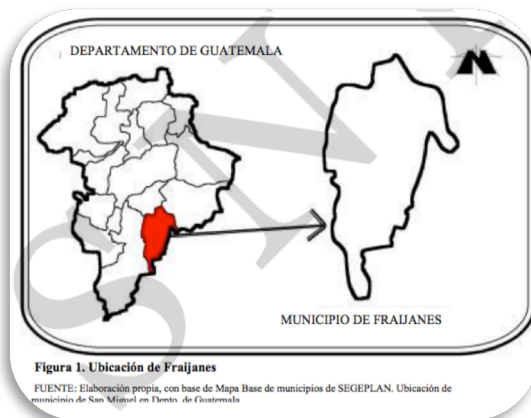 DEPARTAMENTO DE GUATEMALA
N
MUNICIPIO DE FRAIJANES
Figura 1. Ubicación de Fraijanes
FUENTE: Elaboración propia, con base de Mapa Base de municipios de SEGEPLAN. Ubicación de
municipio de San Miguel en Depto. de Guatemala